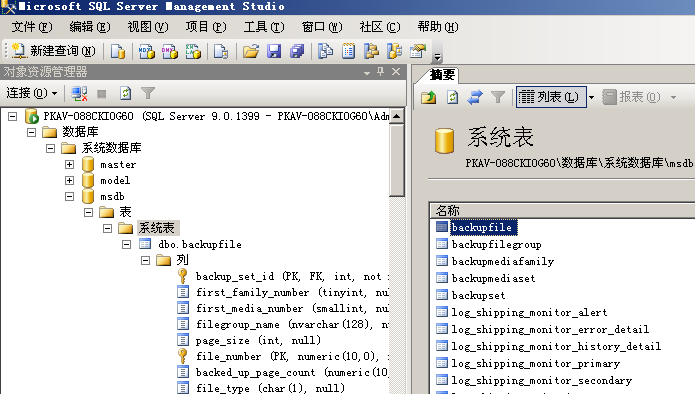 Microsoft SQL Server Management Studio
文件(F) 编辑(E) 视图(V) 项目(P) 工具(T) 窗口(W) 社区(C) 帮助(H)
新建查询(N)
对象资源管理器
连接(O)
PKAV-088CKIOG60 (SQL Server 9.0.1399 - PKAV-088CKIOG60\Adm
数据库
系统数据库
master
model
msdb
表
系统表
dbo.backupfile
列
backup_set_id (PK, FK, int, not
first_family_number (tinyint, nu
first_media_number (smallint, nu
filegroup_name (nvarchar(128), n
page_size (int, null)
file_number (PK, numeric(10,0),
backed_up_page_count (numeric(10,
file_type (char(1), null)
摘要
列表(L) 报表(O)
系统表
PKAV-088CKIOG60\数据库\系统数据库\msdb
名称
backupfile
backupfilegroup
backupmediafamily
backupmediaset
backupset
log_shipping_monitor_alert
log_shipping_monitor_error_detail
log_shipping_monitor_history_detail
log_shipping_monitor_primary
log_shipping_monitor_secondary